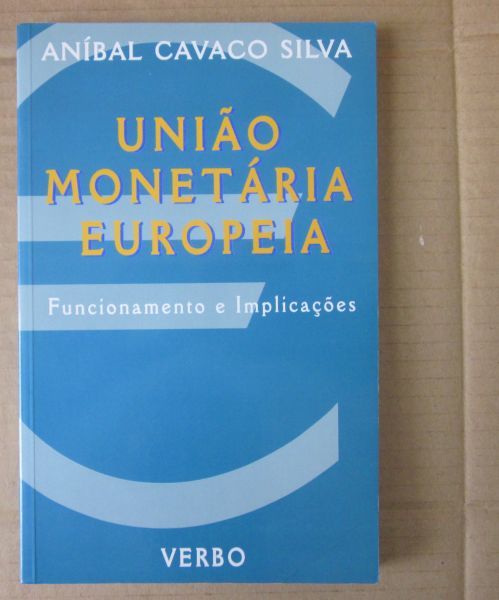 ANÍBAL CAVACO SILVA
UNIÃO
MONETÁRIA
EUROPEIA
Funcionamento e Implicações
VERBO